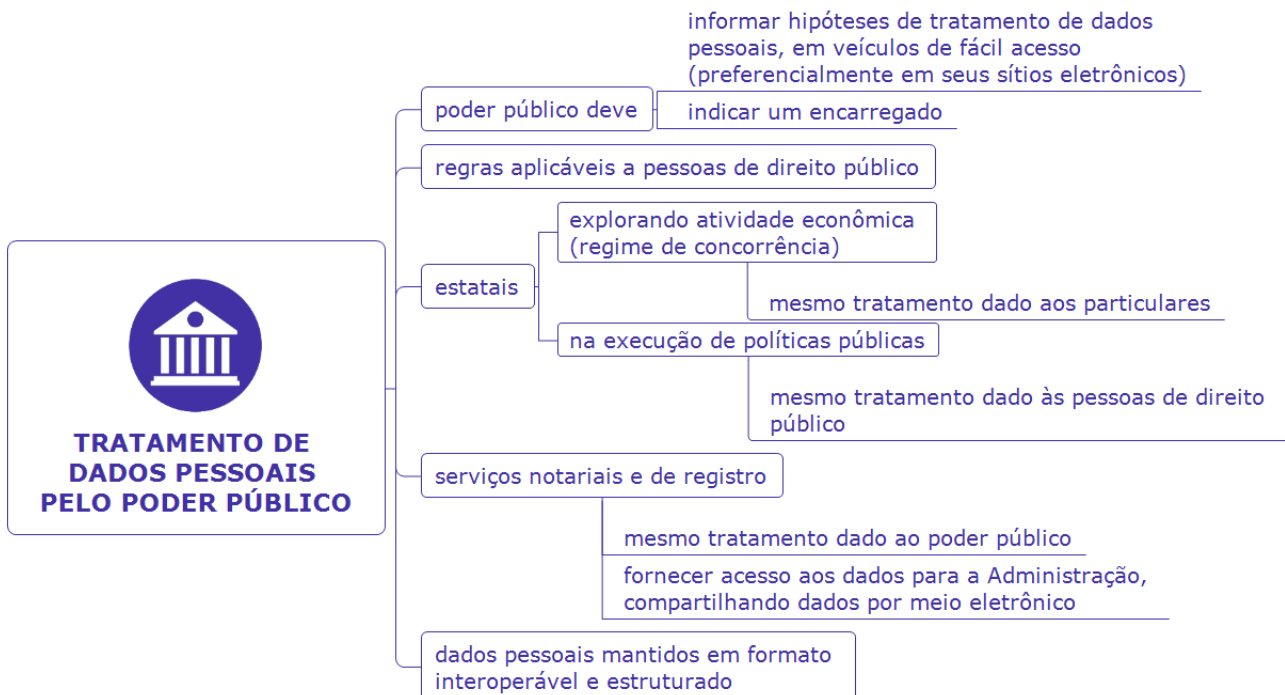 informar hipóteses de tratamento de dados
pessoais, em veículos de fácil acesso
(preferencialmente em seus sítios eletrônicos)
poder público deve
indicar um encarregado
regras aplicáveis a pessoas de direito público
explorando atividade econômica
(regime de concorrência)
estatais
mesmo tratamento dado aos particulares
na execução de políticas públicas
mesmo tratamento dado às pessoas de direito
público
TRATAMENTO DE
DADOS PESSOAIS
PELO PODER PÚBLICO
serviços notariais e de registro
mesmo tratamento dado ao poder público
fornecer acesso aos dados para a Administração,
compartilhando dados por meio eletrônico
dados pessoais mantidos em formato
interoperável e estruturado